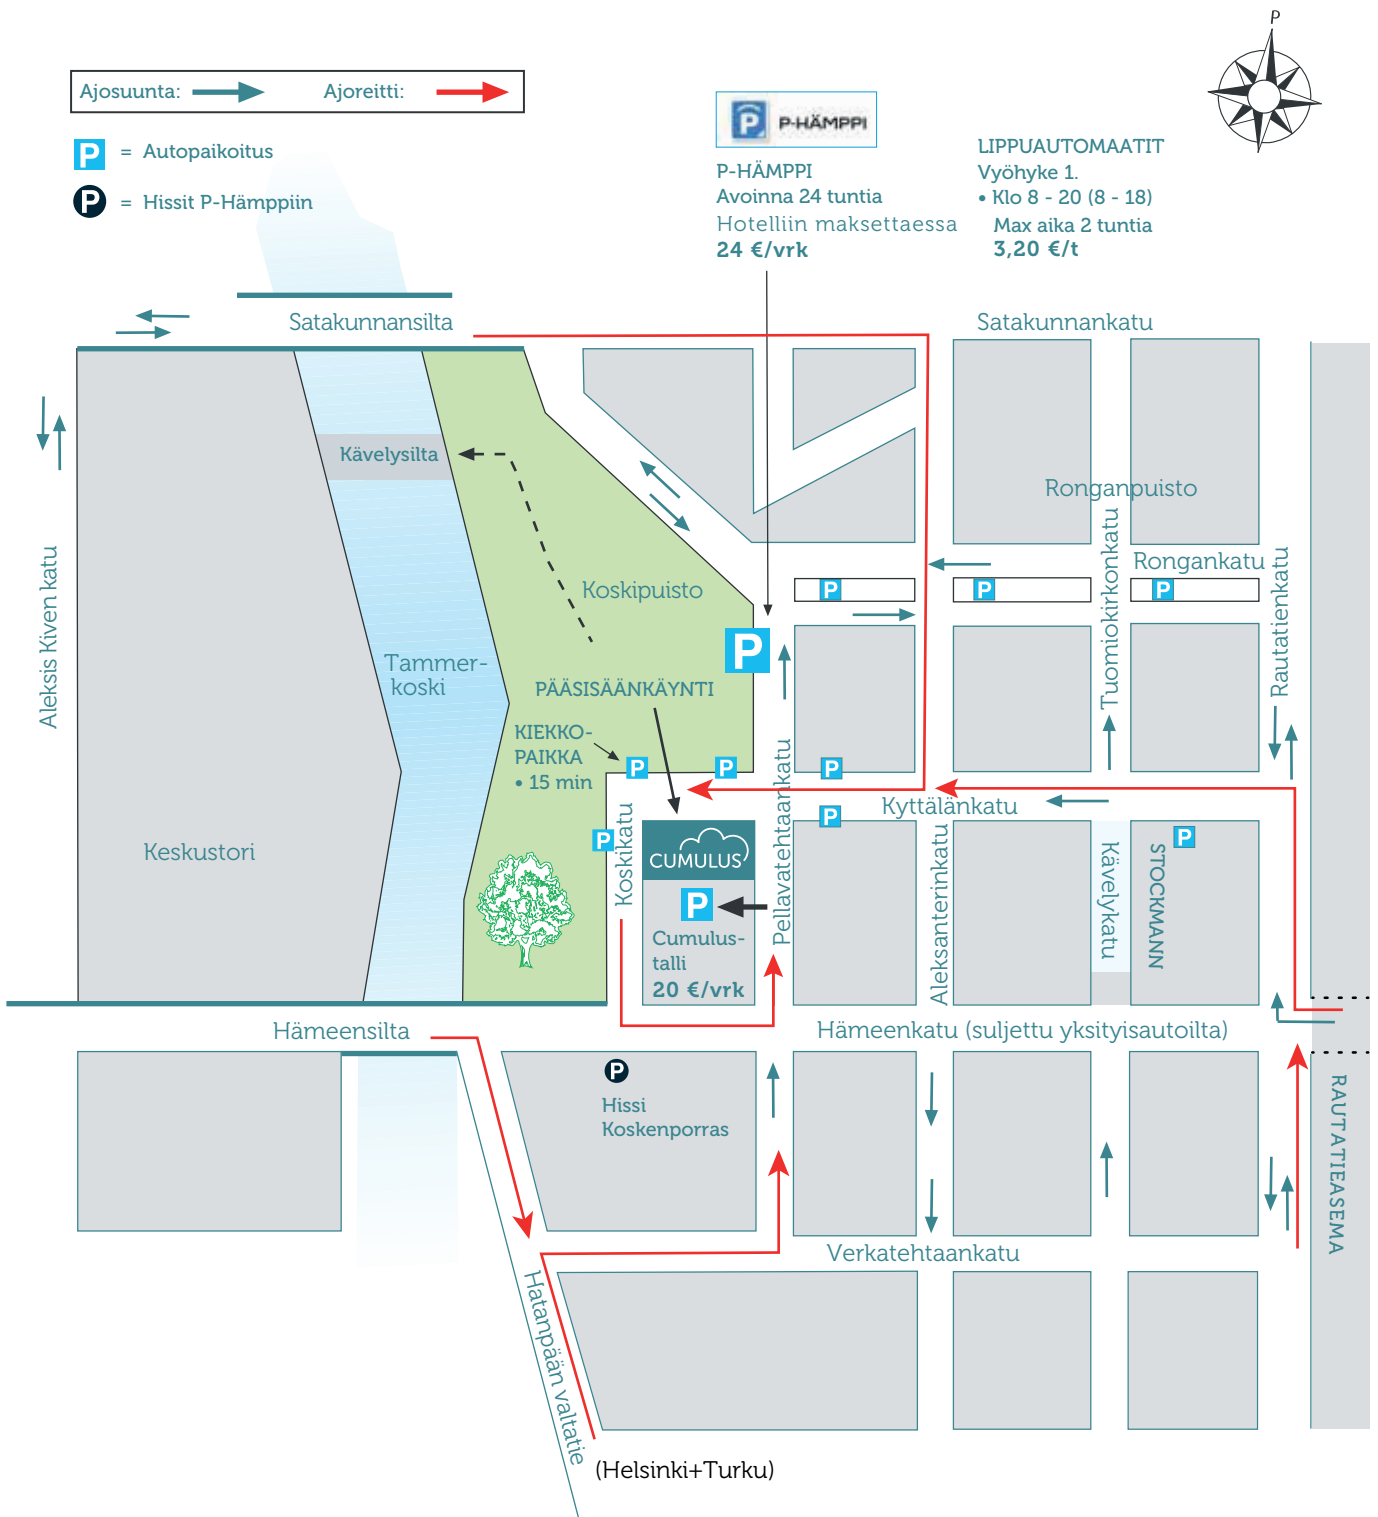 P
Ajosuunta:
Ajoreitti:
P = Autopaikoitus
P = Hissit P-Hämppiin
P P-HÄMPPI
P-HÄMPPI
Avoinna 24 tuntia
Hotelliin maksettaessa
24 €/vrk
LIPPUAUTOMAATIT
Vyöhyke 1.
• Klo 8 - 20 (8 - 18)
Max aika 2 tuntia
3,20 €/t
Satakunnansilta
Satakunnankatu
Kävelysilta
Ronganpuisto
Rongankatu
Tuomiokirkonkatu
Rautatienkatu
Aleksis Kiven katu
Koskipuisto
P
P
P
P
Tammer-
koski
PÄÄSISÄÄNKÄYNTI
KIEKKO-
PAIKKA
• 15 min
P
P
P
Pellavatehtaankatu
Kyttälänkatu
P
P
P
Keskustori
Koskikatu
CUMULUS
P
Cumulus-
talli
20 €/vrk
Aleksanterinkatu
Kävelykatu
STOCKMANN
Hämeensilta
Hämeenkatu (suljettu yksityisautoilta)
P
Hissi
Koskenporras
RAUTATIEASEMA
Verkatehtaankatu
Hatanpään valtatie
(Helsinki+Turku)